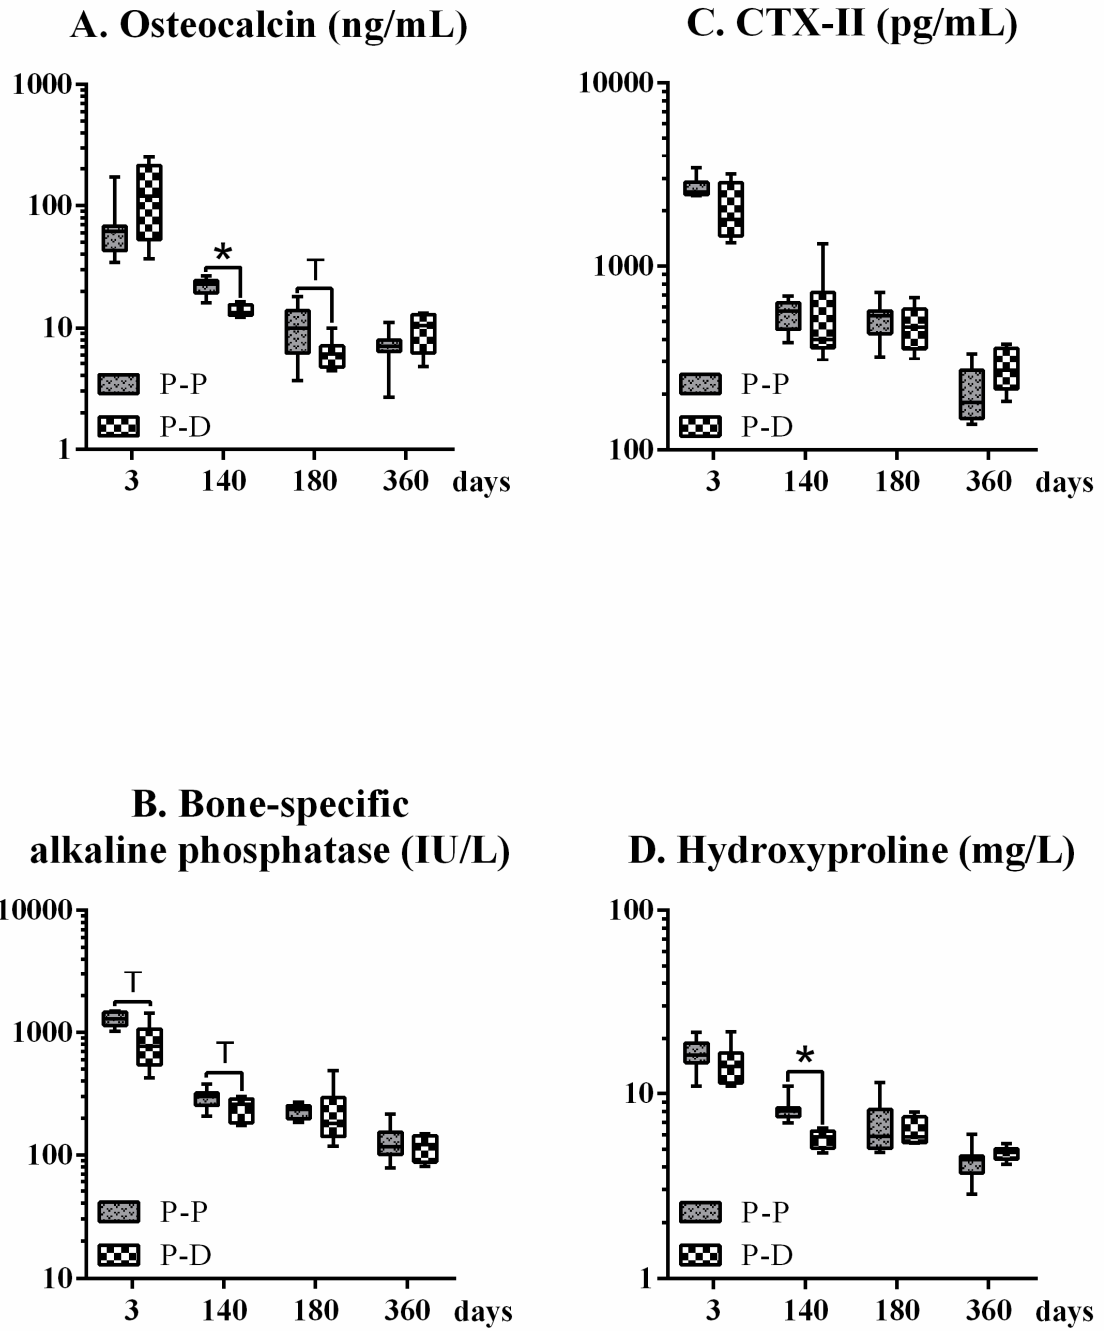 A. Osteocalcin (ng/mL)
1000
100
10
1
*
T
P-P
P-D
3 140 180 360 days
C. CTX-II (pg/mL)
10000
1000
100
P-P
P-D
3 140 180 360 days
B. Bone-specific
alkaline phosphatase (IU/L)
10000
1000
100
10
T
T
P-P
P-D
3 140 180 360 days
D. Hydroxyproline (mg/L)
100
10
1
*
P-P
P-D
3 140 180 360 days